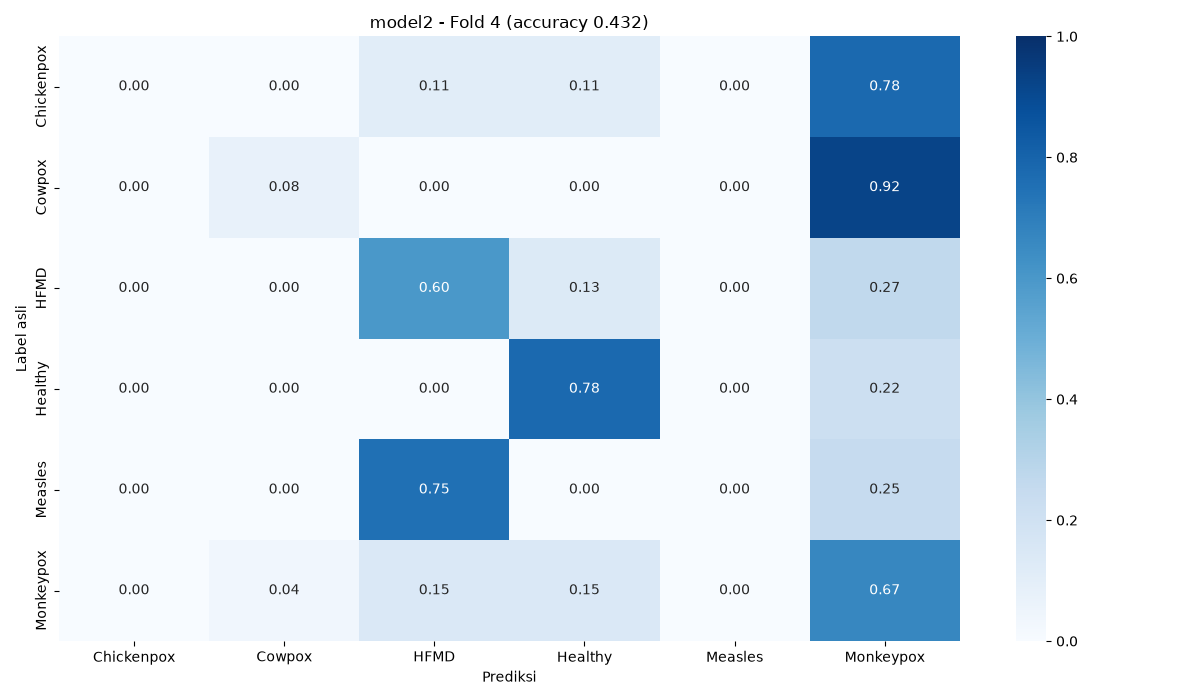 model2 - Fold 4 (accuracy 0.432)
Label asli
Chickenpox 0.00 0.00 0.11 0.11 0.00 0.78
Cowpox 0.00 0.08 0.00 0.00 0.00 0.92
HFMD 0.00 0.00 0.60 0.13 0.00 0.27
Healthy 0.00 0.00 0.00 0.78 0.00 0.22
Measles 0.00 0.00 0.75 0.00 0.00 0.25
Monkeypox 0.00 0.04 0.15 0.15 0.00 0.67
Chickenpox Cowpox HFMD Healthy Measles Monkeypox
Prediksi
1.0
0.8
0.6
0.4
0.2
0.0